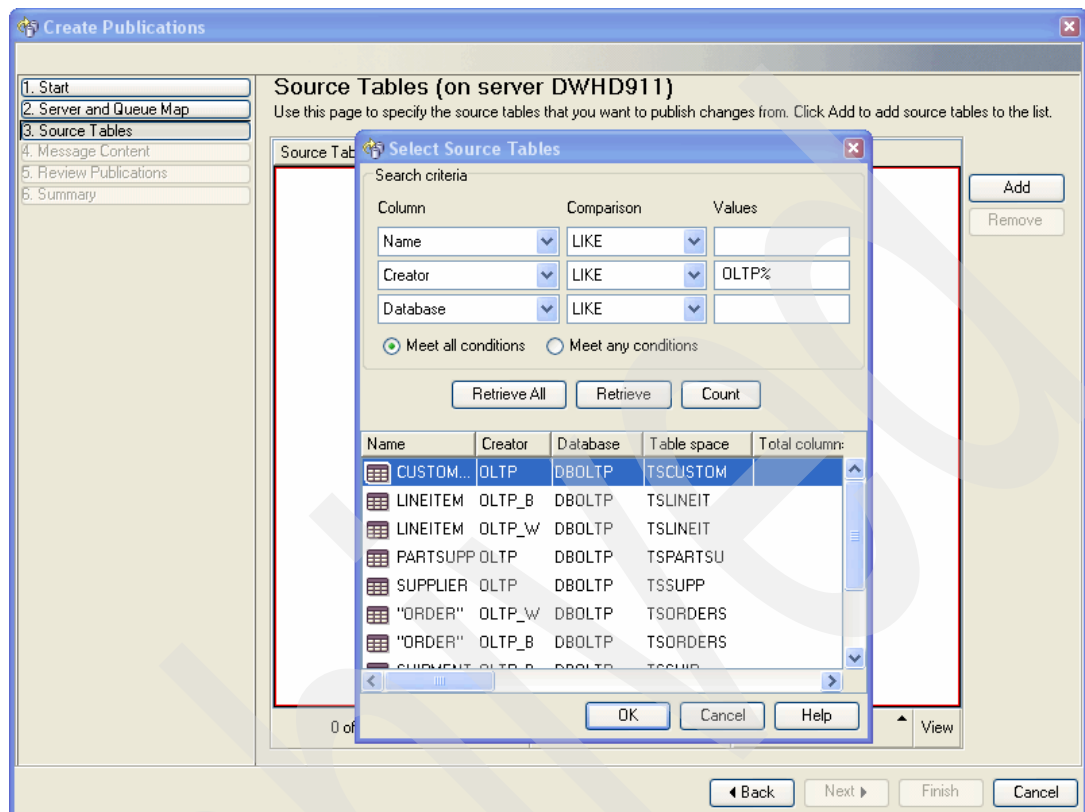 Create Publications
1. Start
2. Server and Queue Map
3. Source Tables
4. Message Content
5. Review Publications
6. Summary
Source Tables (on server DWHD911)
Use this page to specify the source tables that you want to publish changes from. Click Add to add source tables to the list.
Source Tab
Add
Remove
Select Source Tables
Search criteria
Column Comparison Values
Name LIKE
Creator LIKE OLTP%
Database LIKE
Meet all conditions Meet any conditions
Retrieve All Retrieve Count
Name Creator Database Table space Total column
CUSTOM... OLTP DBOLTP TSCUSTOM
LINEITEM OLTP_B DBOLTP TSLINEIT
LINEITEM OLTP_W DBOLTP TSLINEIT
PARTSUPP OLTP DBOLTP TSPARTSU
SUPPLIER OLTP DBOLTP TSSUPP
"ORDER" OLTP_W DBOLTP TSORDERS
"ORDER" OLTP_B DBOLTP TSORDERS
SHIPMENT OLTP_B DBOLTP TSSHIP
OK Cancel Help
0 of
View
Back Next Finish Cancel